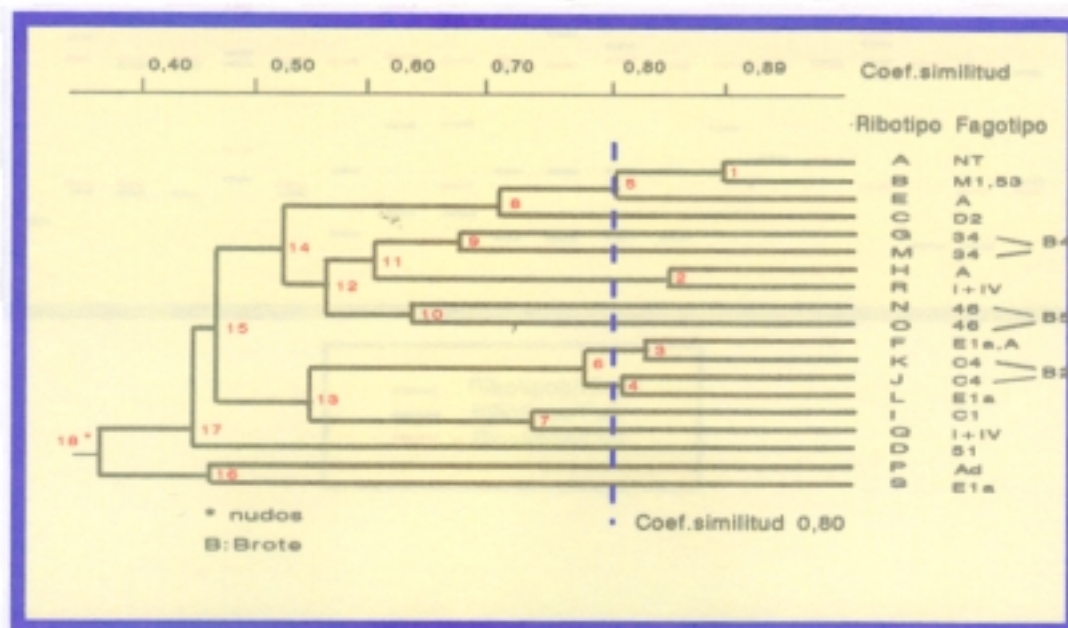 0,40 0,50 0,60 0,70 0,80 0,89 Coef.similitud
Ribotipo Fagotipo
A NT
1
B M1,53
5
E A
8
C D2
G 34
9
B4
14
M 34
11
H A
2
12
R I+IV
N 46
10
B5
15
O 46
F E1a,A
3
6
K C4
B2
J C4
4
L E1a
13
I C1
7
17
Q I+IV
18 *
D 51
P Ad
16
S E1a
* nudos
Coef.similitud 0,80
B:Brote